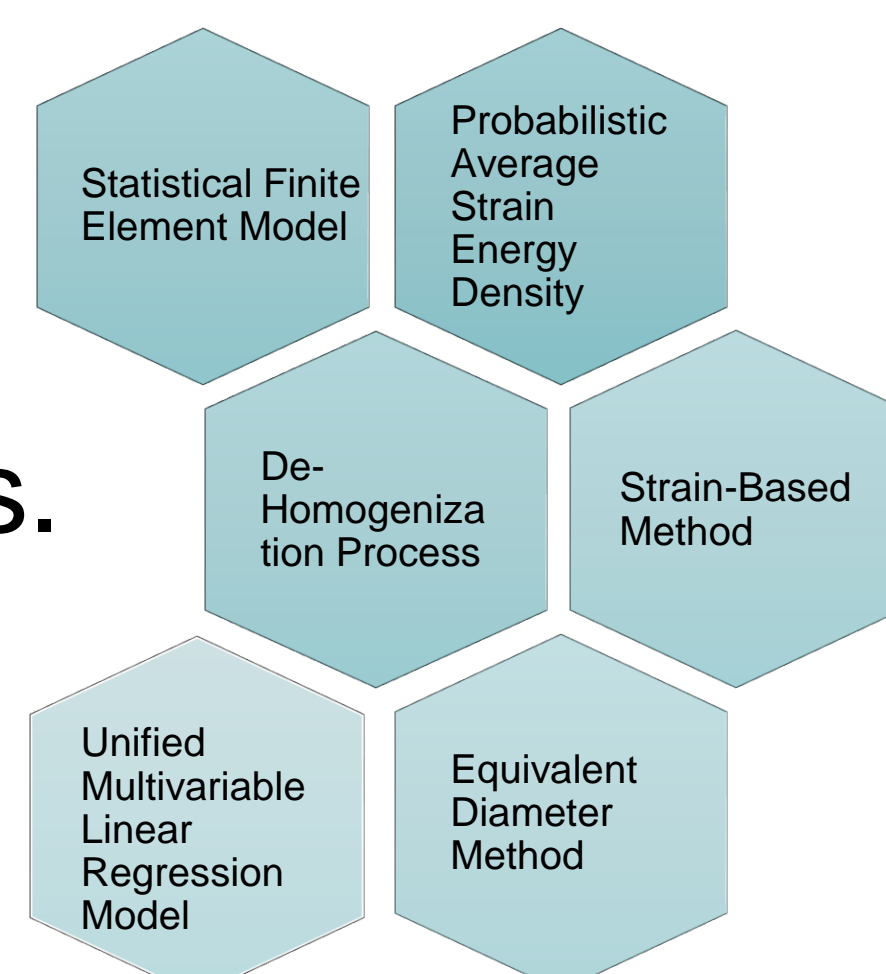 Statistical Finite
Element Model
Probabilistic
Average
Strain
Energy
Density
s.
De-
Homogeniza
tion Process
Strain-Based
Method
Unified
Multivariable
Linear
Regression
Model
Equivalent
Diameter
Method